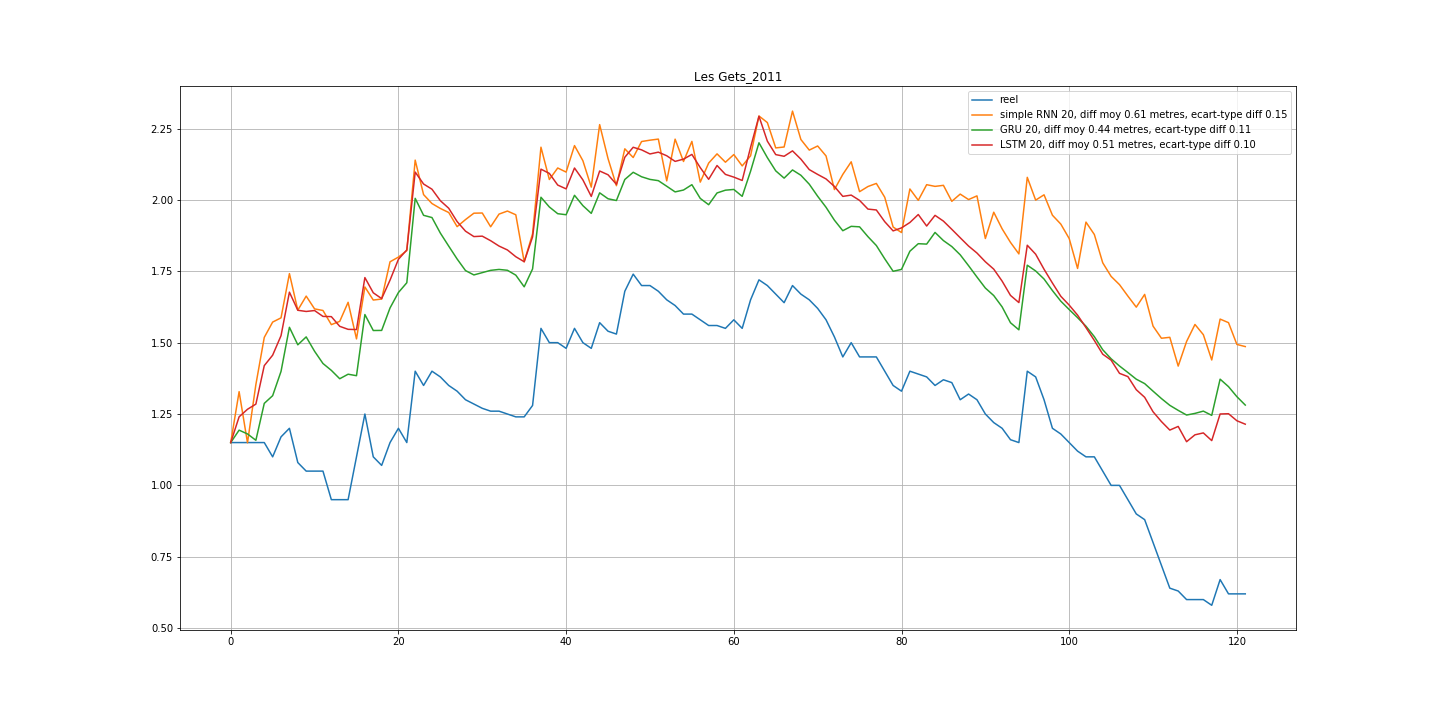 Les Gets_2011
reel
simple RNN 20, diff moy 0.61 metres, ecart-type diff 0.15
GRU 20, diff moy 0.44 metres, ecart-type diff 0.11
LSTM 20, diff moy 0.51 metres, ecart-type diff 0.10
2.25
2.00
1.75
1.50
1.25
1.00
0.75
0.50
0 20 40 60 80 100 120